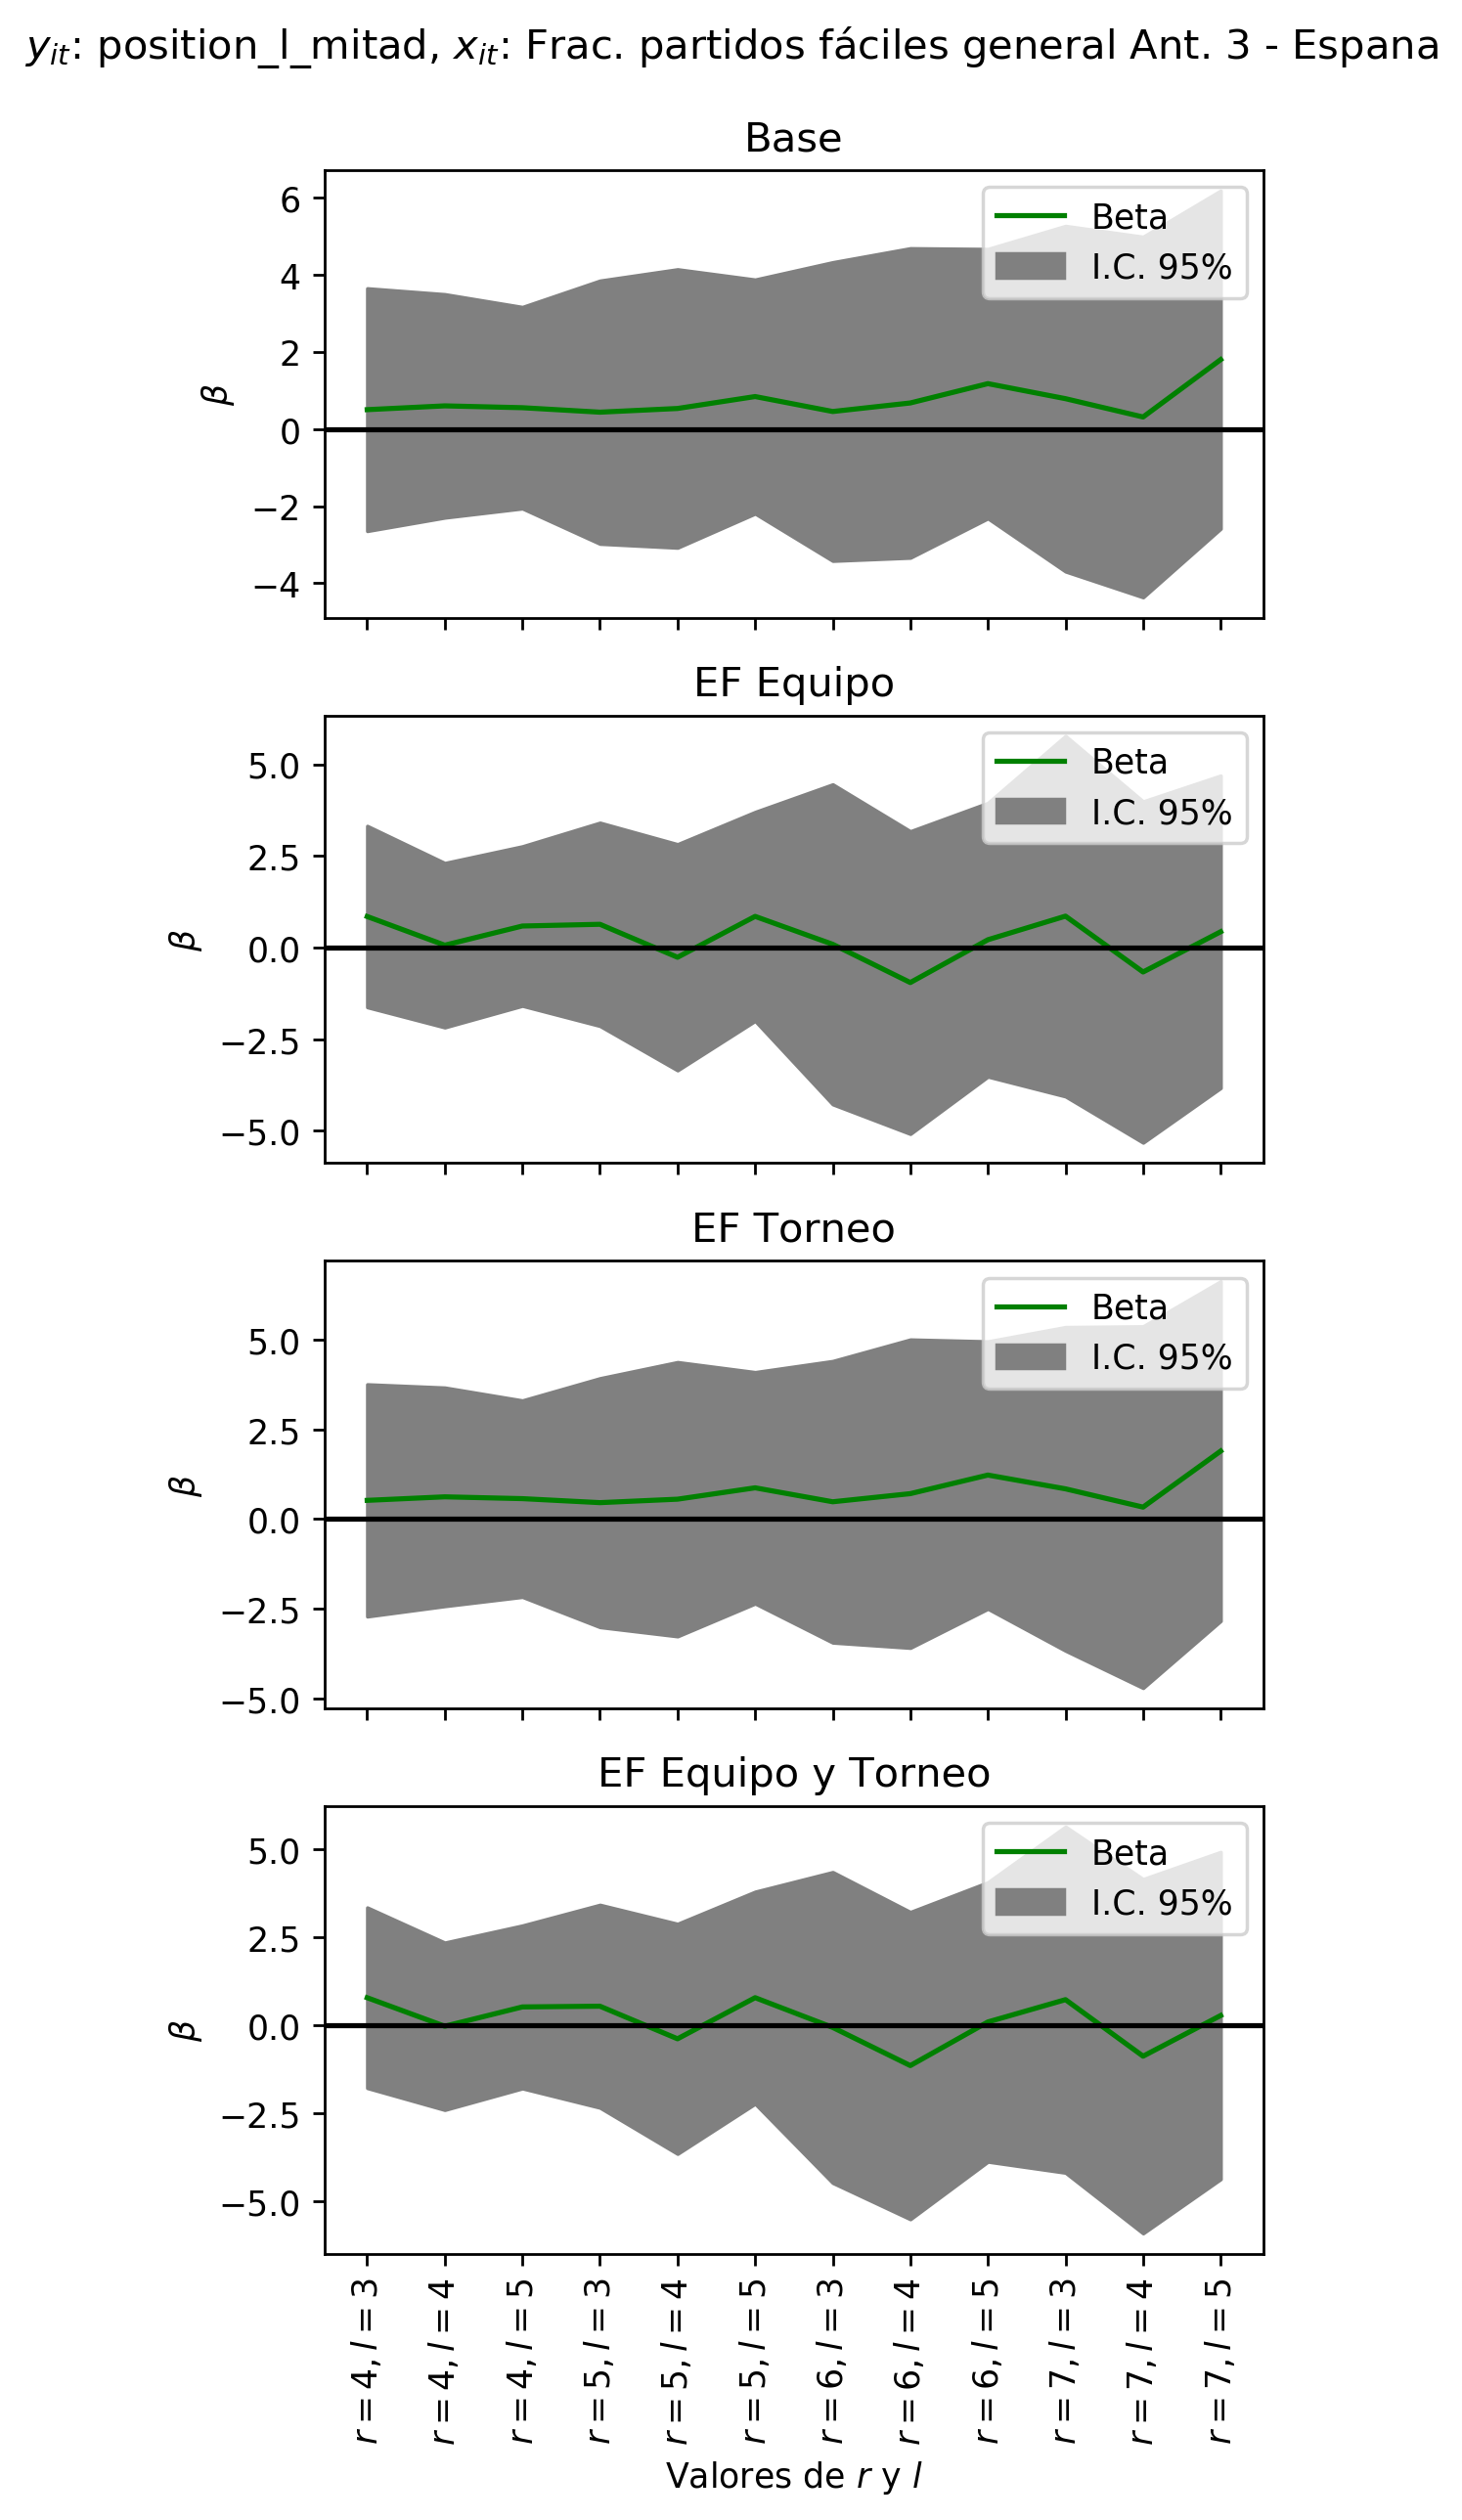 y_it: position_l_mitad, x_it: Frac. partidos fáciles general Ant. 3 - Espana
Base
6
4
2
0
−2
−4
β
Beta
I.C. 95%
EF Equipo
5.0
2.5
0.0
−2.5
−5.0
β
Beta
I.C. 95%
EF Torneo
5.0
2.5
0.0
−2.5
−5.0
β
Beta
I.C. 95%
EF Equipo y Torneo
5.0
2.5
0.0
−2.5
−5.0
β
Beta
I.C. 95%
r = 4, l = 3
r = 4, l = 4
r = 4, l = 5
r = 5, l = 3
r = 5, l = 4
r = 5, l = 5
r = 6, l = 3
r = 6, l = 4
r = 6, l = 5
r = 7, l = 3
r = 7, l = 4
r = 7, l = 5
Valores de r y l